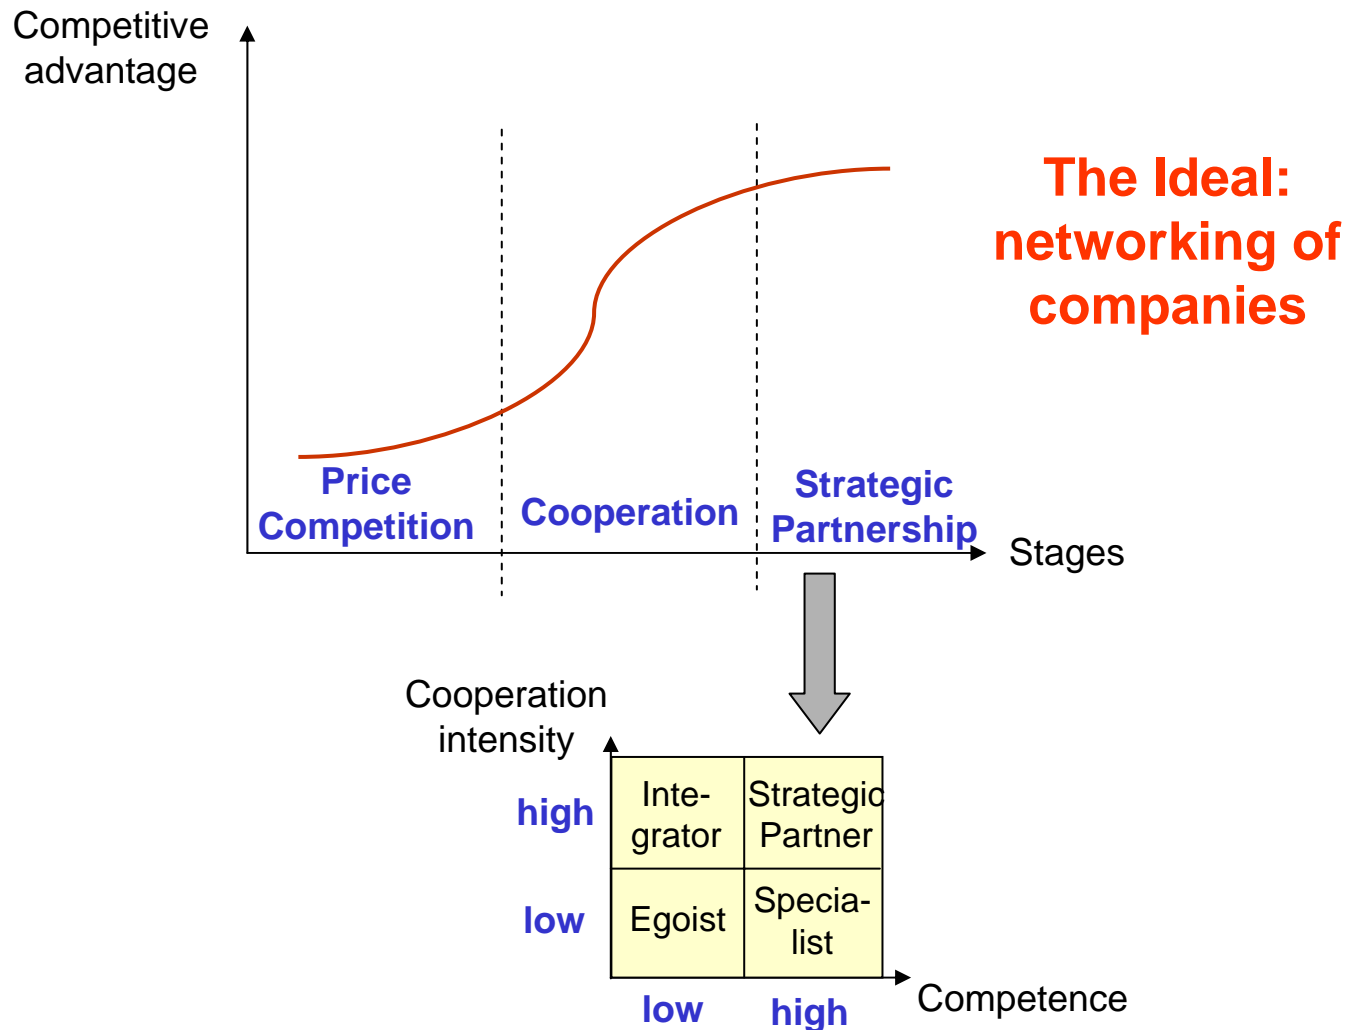 Competitive
advantage
The Ideal:
networking of
companies
Price
Competition
Cooperation
Strategic
Partnership
Stages
Cooperation
intensity
high
low
Inte-
grator
Strategic
Partner
Egoist
Specia-
list
low
high
Competence